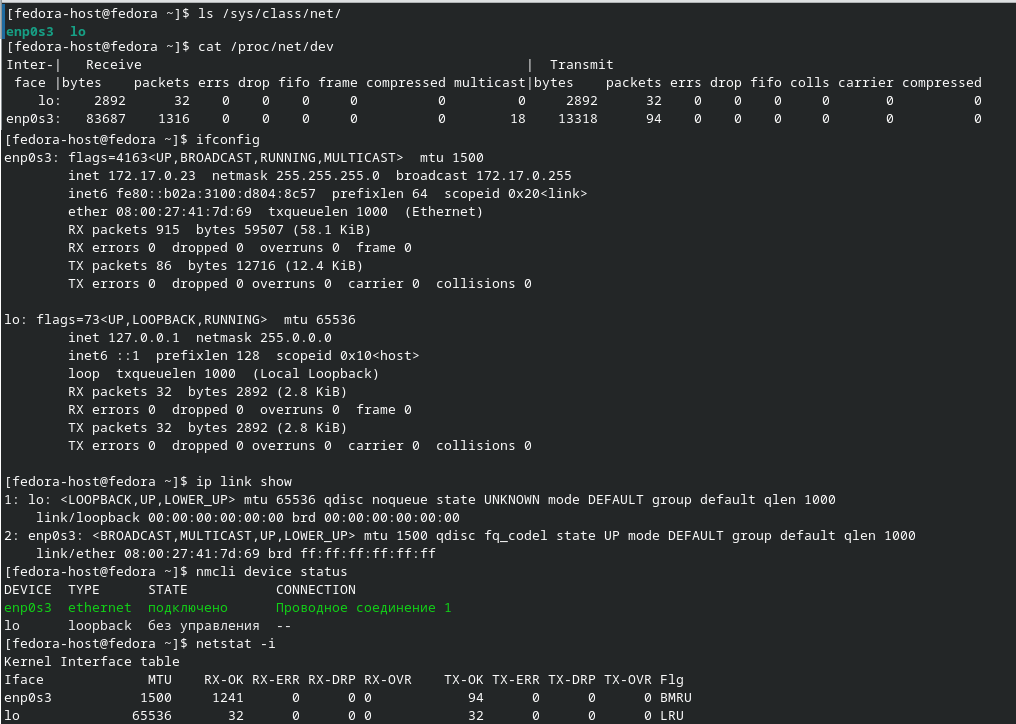 [fedora-host@fedora ~]$ ls /sys/class/net/
enp0s3  lo
[fedora-host@fedora ~]$ cat /proc/net/dev
Inter-|   Receive                                                |  Transmit
 face |bytes    packets errs drop fifo frame compressed multicast|bytes    packets errs drop fifo colls carrier compressed
    lo:    2892      32    0    0    0     0          0         0     2892      32    0    0    0     0       0          0
enp0s3:   83687    1316    0    0    0     0          0        18    13318      94    0    0    0     0       0          0
[fedora-host@fedora ~]$ ifconfig
enp0s3: flags=4163<UP,BROADCAST,RUNNING,MULTICAST>  mtu 1500
        inet 172.17.0.23  netmask 255.255.255.0  broadcast 172.17.0.255
        inet6 fe80::b02a:3100:d804:8c57  prefixlen 64  scopeid 0x20<link>
        ether 08:00:27:41:7d:69  txqueuelen 1000  (Ethernet)
        RX packets 915  bytes 59507 (58.1 KiB)
        RX errors 0  dropped 0  overruns 0  frame 0
        TX packets 86  bytes 12716 (12.4 KiB)
        TX errors 0  dropped 0 overruns 0  carrier 0  collisions 0

lo: flags=73<UP,LOOPBACK,RUNNING>  mtu 65536
        inet 127.0.0.1  netmask 255.0.0.0
        inet6 ::1  prefixlen 128  scopeid 0x10<host>
        loop  txqueuelen 1000  (Local Loopback)
        RX packets 32  bytes 2892 (2.8 KiB)
        RX errors 0  dropped 0  overruns 0  frame 0
        TX packets 32  bytes 2892 (2.8 KiB)
        TX errors 0  dropped 0 overruns 0  carrier 0  collisions 0

[fedora-host@fedora ~]$ ip link show
1: lo: <LOOPBACK,UP,LOWER_UP> mtu 65536 qdisc noqueue state UNKNOWN mode DEFAULT group default qlen 1000
    link/loopback 00:00:00:00:00:00 brd 00:00:00:00:00:00
2: enp0s3: <BROADCAST,MULTICAST,UP,LOWER_UP> mtu 1500 qdisc fq_codel state UP mode DEFAULT group default qlen 1000
    link/ether 08:00:27:41:7d:69 brd ff:ff:ff:ff:ff:ff
[fedora-host@fedora ~]$ nmcli device status
DEVICE  TYPE      STATE           CONNECTION
enp0s3  ethernet  подключено      Проводное соединение 1
lo      loopback  без управления  --
[fedora-host@fedora ~]$ netstat -i
Kernel Interface table
Iface             MTU    RX-OK RX-ERR RX-DRP RX-OVR    TX-OK TX-ERR TX-DRP TX-OVR Flg
enp0s3           1500     1241      0      0 0            94      0      0      0 BMRU
lo              65536       32      0      0 0            32      0      0      0 LRU